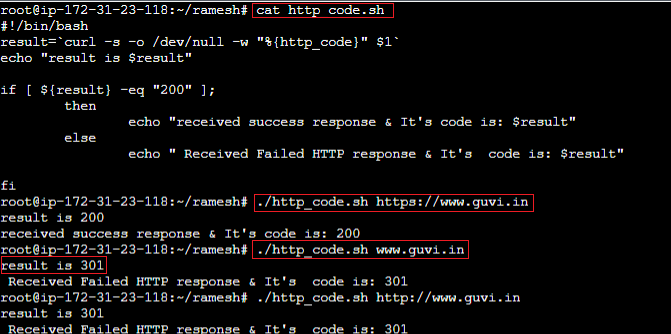 root@ip-172-31-23-118:~/ramesh# cat http_code.sh
#!/bin/bash
result=`curl -s -o /dev/null -w "%{http_code}" $1`
echo "result is $result"
if [ ${result} -eq "200" ];
then
echo "received success response & It's code is: $result"
else
echo " Received Failed HTTP response & It's  code is: $result"
fi
root@ip-172-31-23-118:~/ramesh# ./http_code.sh https://www.guvi.in
result is 200
received success response & It's code is: 200
root@ip-172-31-23-118:~/ramesh# ./http_code.sh www.guvi.in
result is 301
 Received Failed HTTP response & It's  code is: 301
root@ip-172-31-23-118:~/ramesh# ./http_code.sh http://www.guvi.in
result is 301
 Received Failed HTTP response & It's  code is: 301